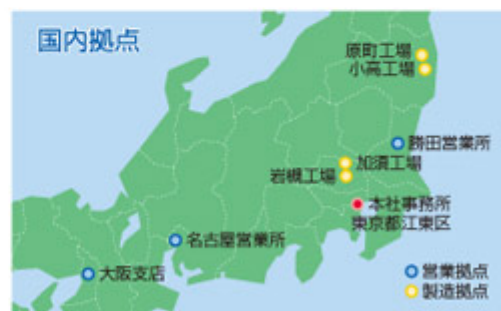 国内拠点
原町工場
小高工場
勝田営業所
加須工場
岩槻工場
本社事務所
東京都江東区
名古屋営業所
大阪支店
営業拠点
製造拠点